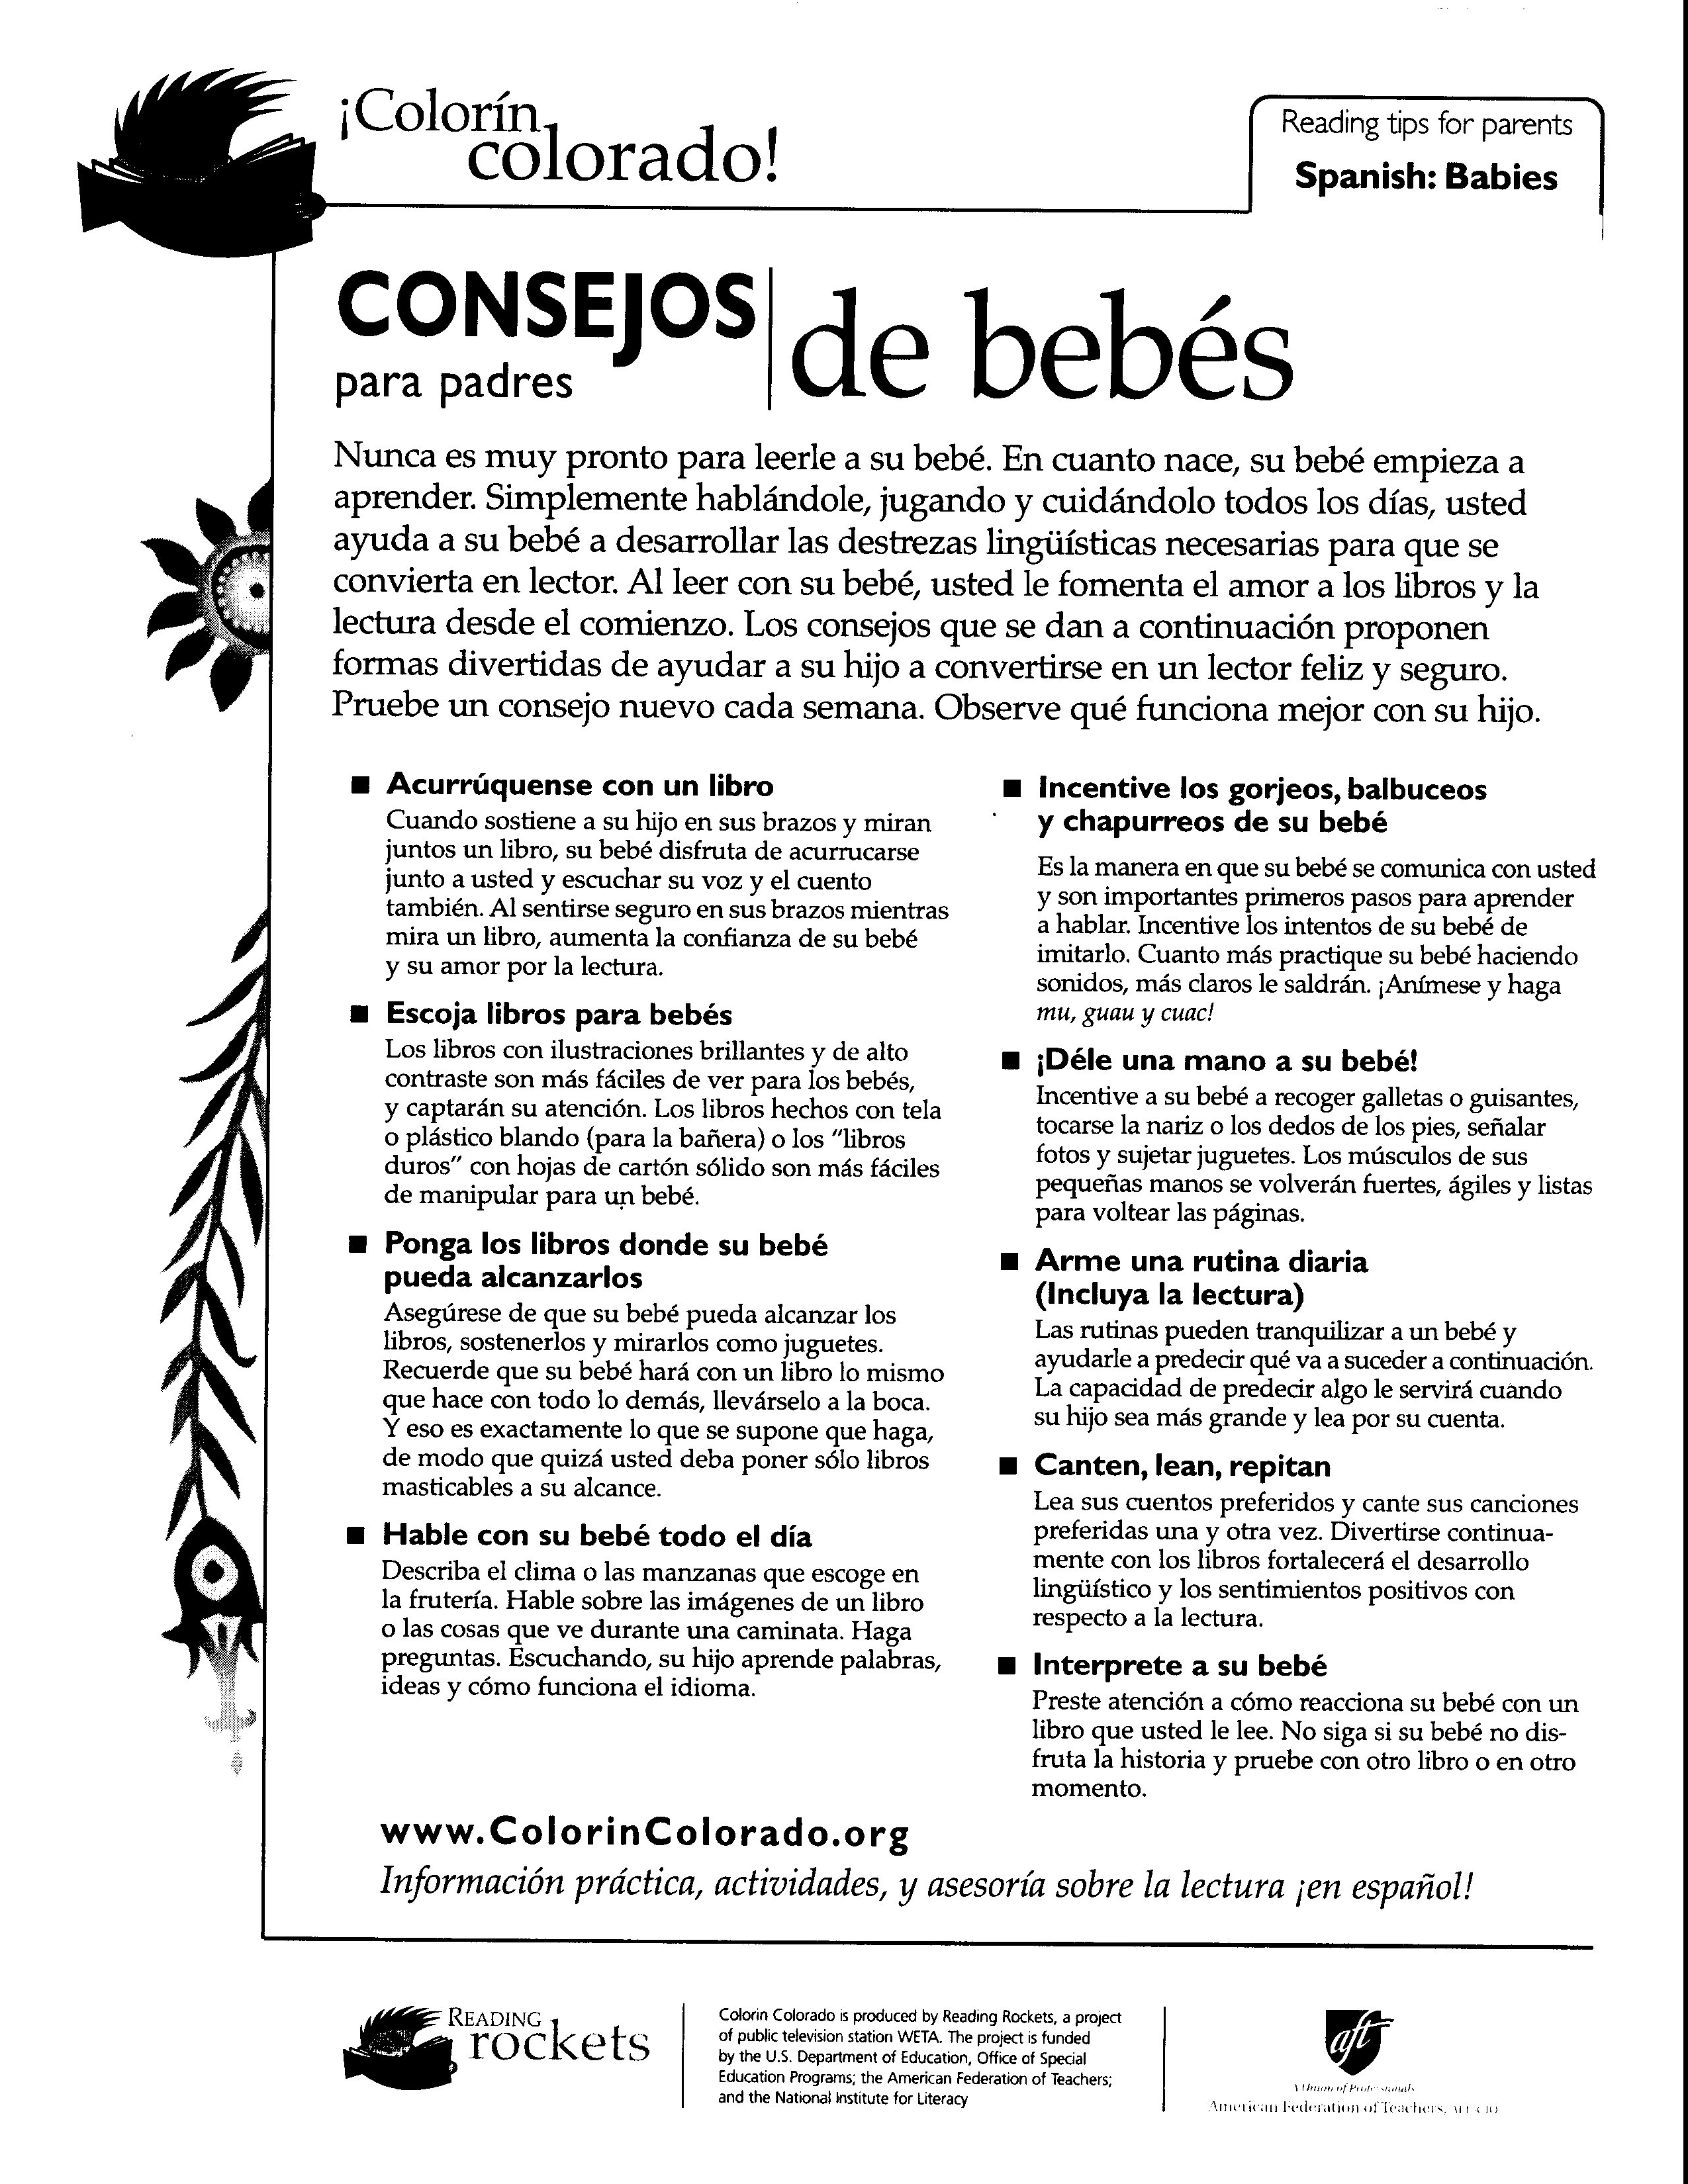 ¡Colorín
colorado!
Reading tips for parents
Spanish: Babies
CONSEJOS
para padres
de bebés
Nunca es muy pronto para leerle a su bebé. En cuanto nace, su bebé empieza a
aprender. Simplemente hablándole, jugando y cuidándolo todos los días, usted
ayuda a su bebé a desarrollar las destrezas lingüísticas necesarias para que se
convierta en lector. Al leer con su bebé, usted le fomenta el amor a los libros y la
lectura desde el comienzo. Los consejos que se dan a continuación proponen
formas divertidas de ayudar a su hijo a convertirse en un lector feliz y seguro.
Pruebe un consejo nuevo cada semana. Observe qué funciona mejor con su hijo.
■ Acurrúquense con un libro
Cuando sostiene a su hijo en sus brazos y miran
juntos un libro, su bebé disfruta de acurrucarse
junto a usted y escuchar su voz y el cuento
también. Al sentirse seguro en sus brazos mientras
mira un libro, aumenta la confianza de su bebé
y su amor por la lectura.
■ Escoja libros para bebés
Los libros con ilustraciones brillantes y de alto
contraste son más fáciles de ver para los bebés,
y captarán su atención. Los libros hechos con tela
o plástico blando (para la bañera) o los "libros
duros" con hojas de cartón sólido son más fáciles
de manipular para un bebé.
■ Ponga los libros donde su bebé
pueda alcanzarlos
Asegúrese de que su bebé pueda alcanzar los
libros, sostenerlos y mirarlos como juguetes.
Recuerde que su bebé hará con un libro lo mismo
que hace con todo lo demás, llevárselo a la boca.
Y eso es exactamente lo que se supone que haga,
de modo que quizá usted deba poner sólo libros
masticables a su alcance.
■ Hable con su bebé todo el día
Describa el clima o las manzanas que escoge en
la frutería. Hable sobre las imágenes de un libro
o las cosas que ve durante una caminata. Haga
preguntas. Escuchando, su hijo aprende palabras,
ideas y cómo funciona el idioma.
■ Incentive los gorjeos, balbuceos
y chapurreos de su bebé
Es la manera en que su bebé se comunica con usted
y son importantes primeros pasos para aprender
a hablar. Incentive los intentos de su bebé de
imitarlo. Cuanto más practique su bebé haciendo
sonidos, más claros le saldrán. ¡Anímese y haga
mu, guau y cuac!
■ ¡Déle una mano a su bebé!
Incentive a su bebé a recoger galletas o guisantes,
tocarse la nariz o los dedos de los pies, señalar
fotos y sujetar juguetes. Los músculos de sus
pequeñas manos se volverán fuertes, ágiles y listas
para voltear las páginas.
■ Arme una rutina diaria
(Incluya la lectura)
Las rutinas pueden tranquilizar a un bebé y
ayudarle a predecir qué va a suceder a continuación.
La capacidad de predecir algo le servirá cuando
su hijo sea más grande y lea por su cuenta.
■ Canten, lean, repitan
Lea sus cuentos preferidos y cante sus canciones
preferidas una y otra vez. Divertirse continua-
mente con los libros fortalecerá el desarrollo
lingüístico y los sentimientos positivos con
respecto a la lectura.
■ Interprete a su bebé
Preste atención a cómo reacciona su bebé con un
libro que usted le lee. No siga si su bebé no dis-
fruta la historia y pruebe con otro libro o en otro
momento.
www.ColorinColorado.org
Información práctica, actividades, y asesoría sobre la lectura ¡en español!
READING
rockets
Colorin Colorado is produced by Reading Rockets, a project
of public television station WETA. The project is funded
by the U.S. Department of Education, Office of Special
Education Programs; the American Federation of Teachers;
and the National Institute for Literacy
aft
A Union of Professionals
American Federation of Teachers, AFL-CIO